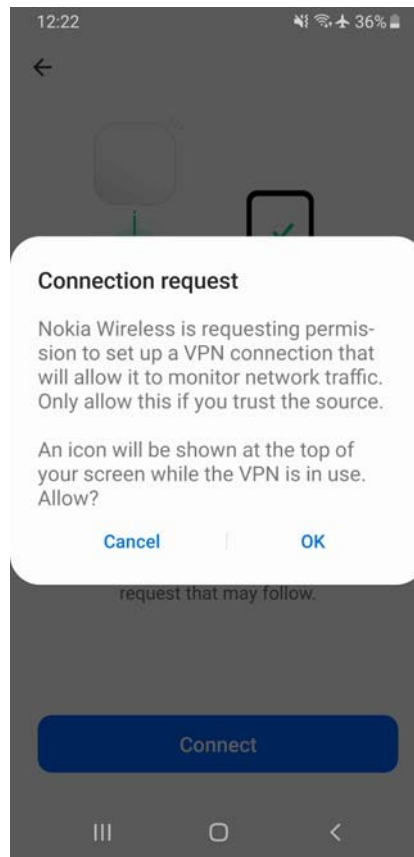 12:22
36%
Connection request
Nokia Wireless is requesting permis-
sion to set up a VPN connection that
will allow it to monitor network traffic.
Only allow this if you trust the source.
An icon will be shown at the top of
your screen while the VPN is in use.
Allow?
Cancel
OK
request that may follow.
Connect